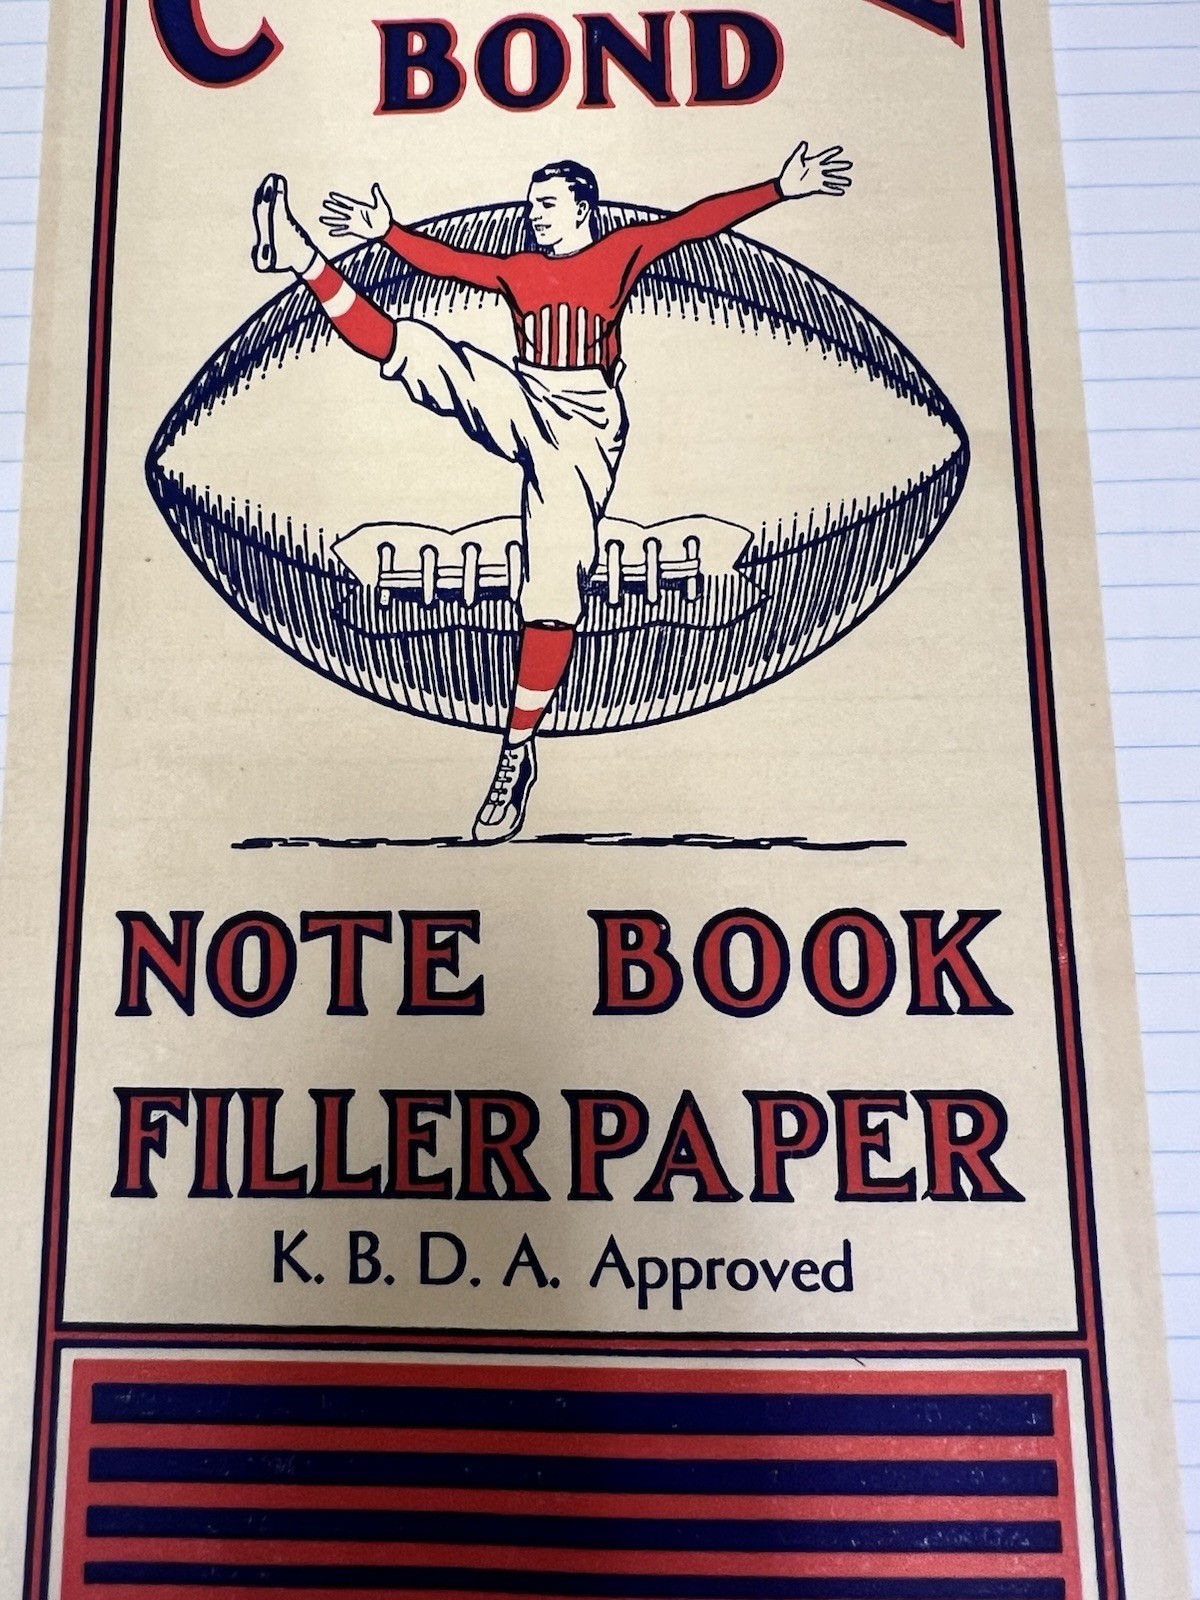 BOND
NOTE BOOK
FILLER PAPER
K. B. D. A. Approved